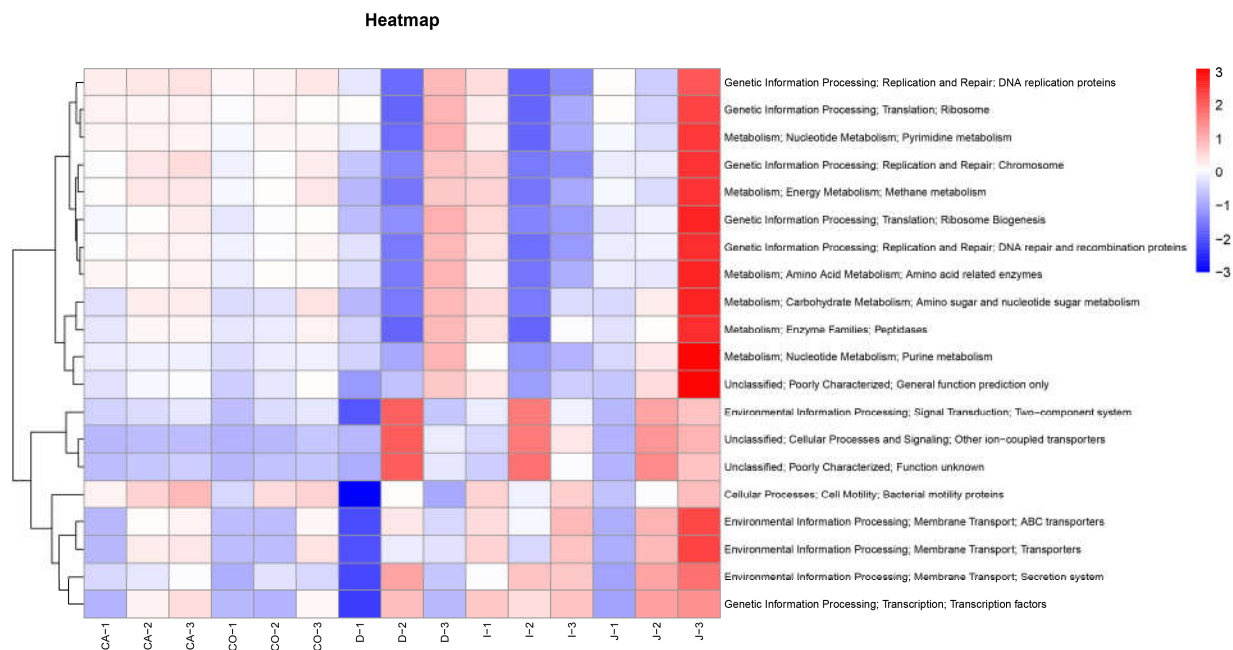 Heatmap
Genetic Information Processing; Replication and Repair; DNA replication proteins
Genetic Information Processing; Translation; Ribosome
Metabolism; Nucleotide Metabolism; Pyrimidine metabolism
Genetic Information Processing; Replication and Repair; Chromosome
Metabolism; Energy Metabolism; Methane metabolism
Genetic Information Processing; Translation; Ribosome Biogenesis
Genetic Information Processing; Replication and Repair; DNA repair and recombination proteins
Metabolism; Amino Acid Metabolism; Amino acid related enzymes
Metabolism; Carbohydrate Metabolism; Amino sugar and nucleotide sugar metabolism
Metabolism; Enzyme Families; Peptidases
Metabolism; Nucleotide Metabolism; Purine metabolism
Unclassified; Poorly Characterized; General function prediction only
Environmental Information Processing; Signal Transduction; Two−component system
Unclassified; Cellular Processes and Signaling; Other ion−coupled transporters
Unclassified; Poorly Characterized; Function unknown
Cellular Processes; Cell Motility; Bacterial motility proteins
Environmental Information Processing; Membrane Transport; ABC transporters
Environmental Information Processing; Membrane Transport; Transporters
Environmental Information Processing; Membrane Transport; Secretion system
Genetic Information Processing; Transcription; Transcription factors
3
2
1
0
−1
−2
−3
CA−1
CA−2
CA−3
CO−1
CO−2
CO−3
D−1
D−2
D−3
I−1
I−2
I−3
J−1
J−2
J−3